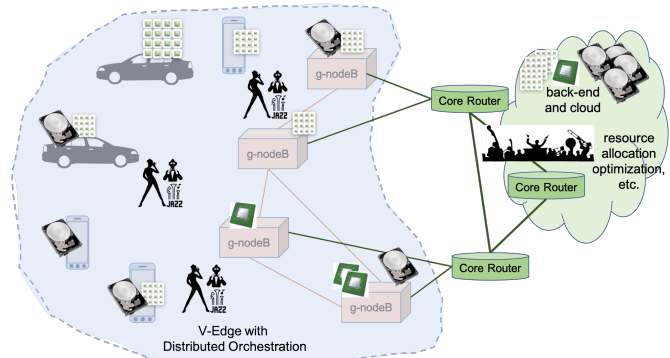 g-nodeB
Core Router
back-end
and cloud
JAZZ
g-nodeB
resource
allocation
optimization,
etc.
JAZZ
Core Router
g-nodeB
Core Router
JAZZ
g-nodeB
V-Edge with
Distributed Orchestration